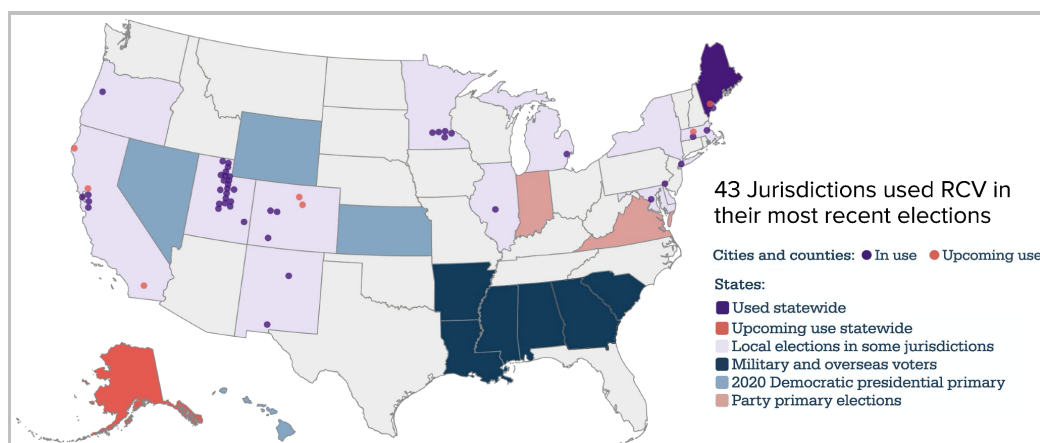 43 Jurisdictions used RCV in
their most recent elections
Cities and counties: In use Upcoming use
States:
Used statewide
Upcoming use statewide
Local elections in some jurisdictions
Military and overseas voters
2020 Democratic presidential primary
Party primary elections